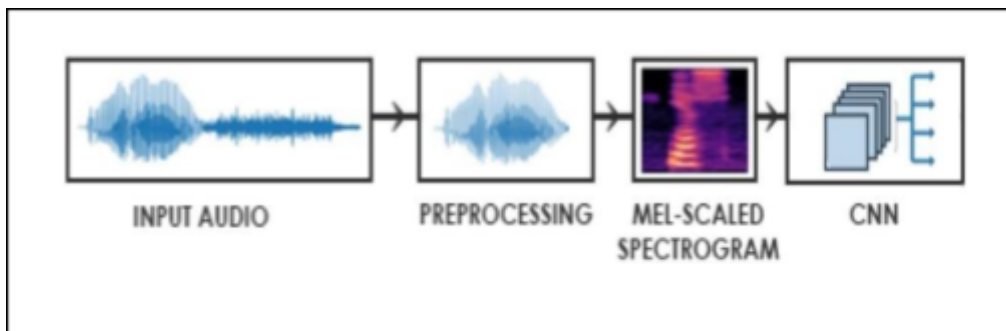 INPUT AUDIO
PREPROCESSING
MEL-SCALED
SPECTROGRAM
CNN